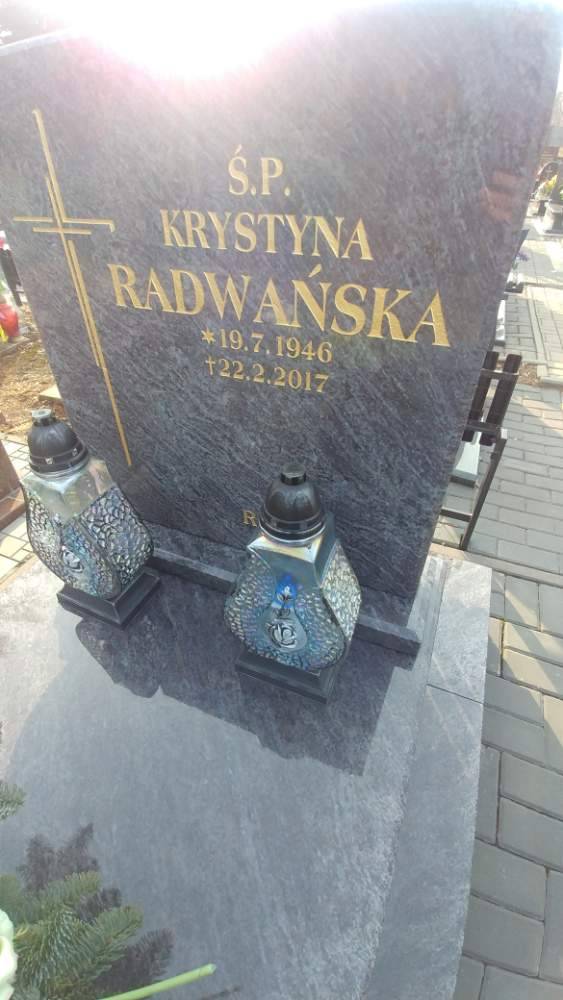 Ś.P.
KRYSTYNA
RADWAŃSKA
*19.7.1946
†22.2.2017